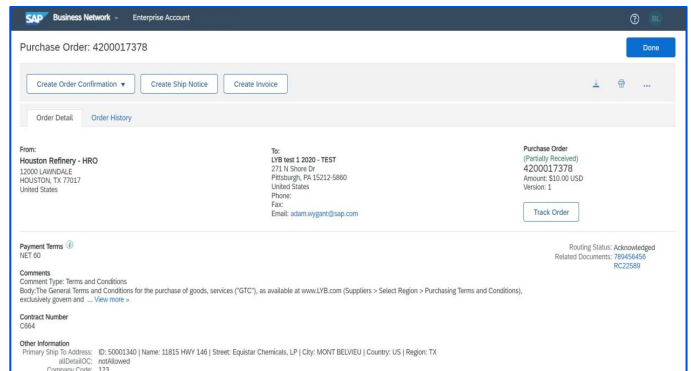 SAP Business Network Enterprise Account
BL
Purchase Order: 4200017378
Done
Create Order Confirmation
Create Ship Notice
Create Invoice
...
Order Detail
Order History
From:
Houston Refinery - HRO
12000 LAWNDALE
HOUSTON, TX 77017
United States
To:
LYB test 1 2020 - TEST
271 N Shore Dr
Pittsburgh, PA 15212-5860
United States
Phone:
Fax:
Email: adam.wygant@sap.com
Purchase Order
(Partially Received)
4200017378
Amount: $10.00 USD
Version: 1
Track Order
Payment Terms
NET 60
Routing Status: Acknowledged
Related Documents: 789456456
RC22589
Comments
Comment Type: Terms and Conditions
Body:The General Terms and Conditions for the purchase of goods, services ("GTC"), as available at www.LYB.com (Suppliers > Select Region > Purchasing Terms and Conditions),
exclusively govern and ... View more »
Contract Number
C664
Other Information
Primary Ship To Address: ID: 50001340 | Name: 11815 HWY 146 | Street: Equistar Chemicals, LP | City: MONT BELVIEU | Country: US | Region: TX
allDetailOC: notAllowed
Company Code: 123